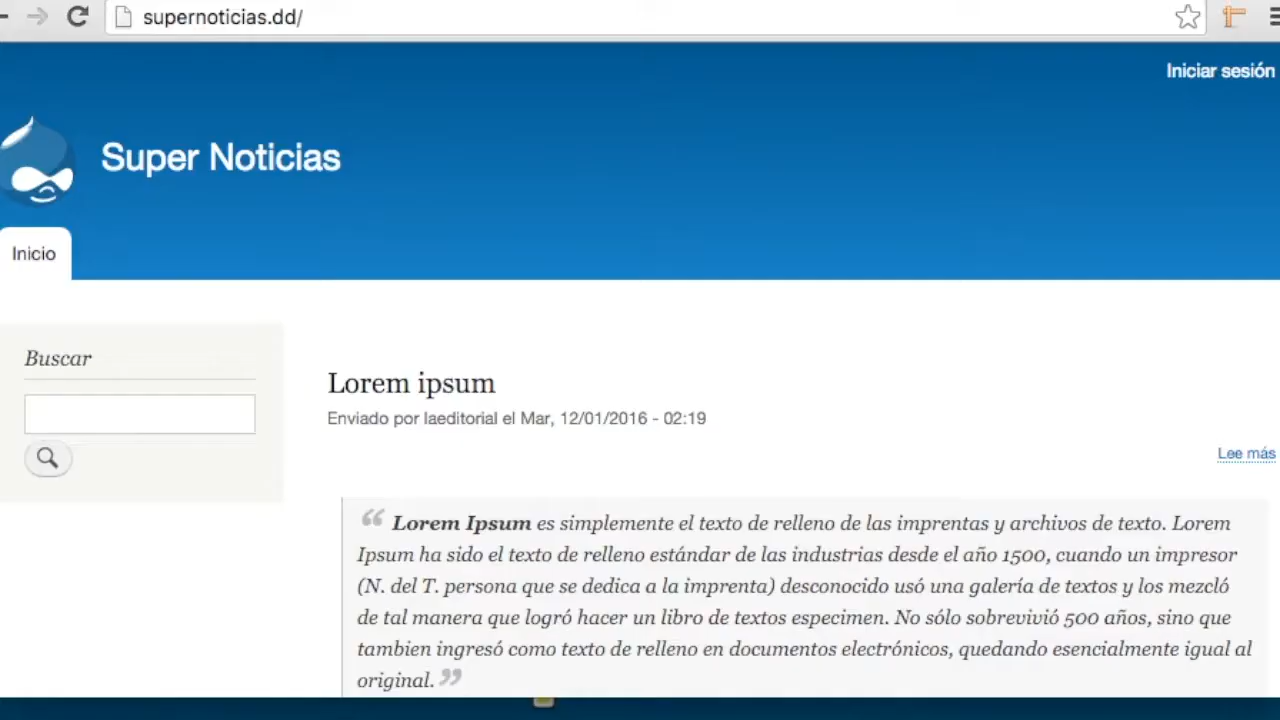 supernoticias.dd/
Iniciar sesión
Super Noticias
Inicio
Buscar
Lorem ipsum
Enviado por laeditorial el Mar, 12/01/2016 - 02:19
Lee más
“ Lorem Ipsum es simplemente el texto de relleno de las imprentas y archivos de texto. Lorem
Ipsum ha sido el texto de relleno estándar de las industrias desde el año 1500, cuando un impresor
(N. del T. persona que se dedica a la imprenta) desconocido usó una galería de textos y los mezcló
de tal manera que logró hacer un libro de textos especimen. No sólo sobrevivió 500 años, sino que
tambien ingresó como texto de relleno en documentos electrónicos, quedando esencialmente igual al
original. ”